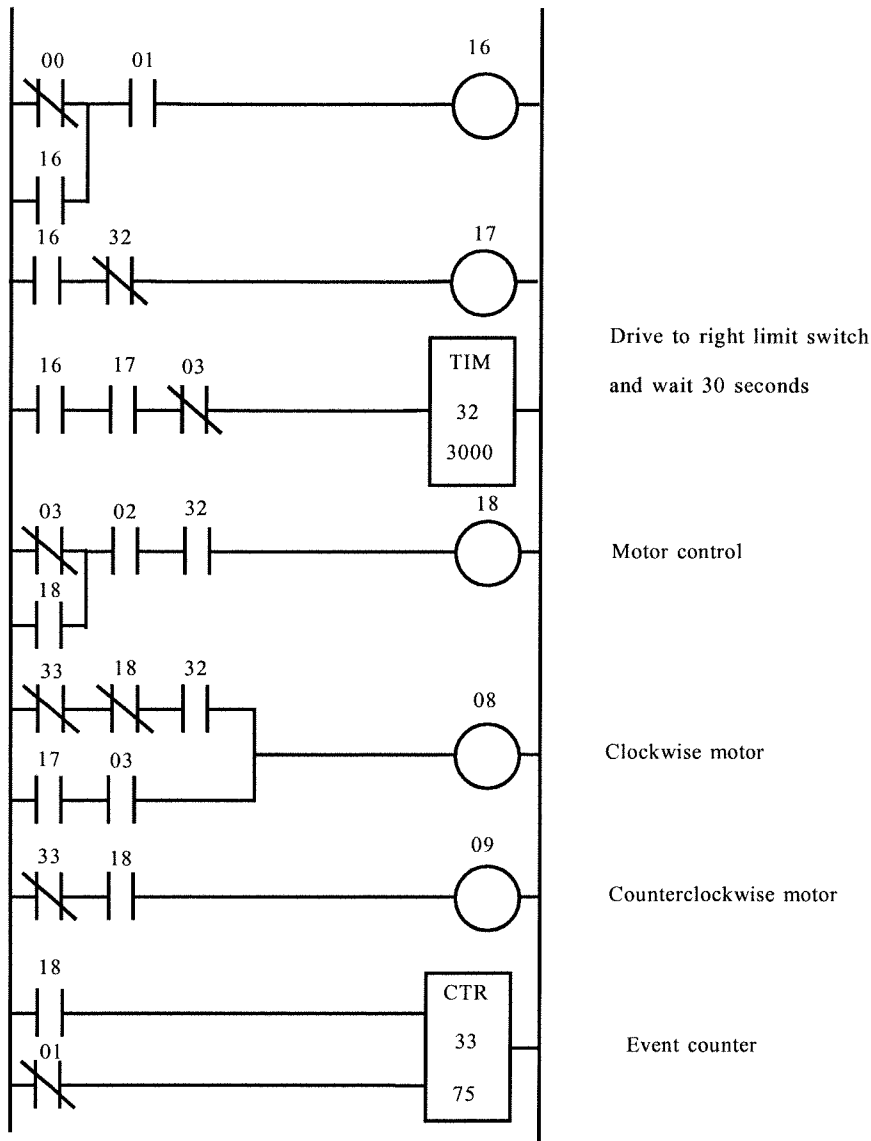 00 01 16
16
16 32 17
Drive to right limit switch
and wait 30 seconds
16 17 03
TIM
32
3000
03 02 32 18
Motor control
18
33 18 32 08
Clockwise motor
17 03
33 18 09
Counterclockwise motor
18
CTR
33
75
Event counter
01